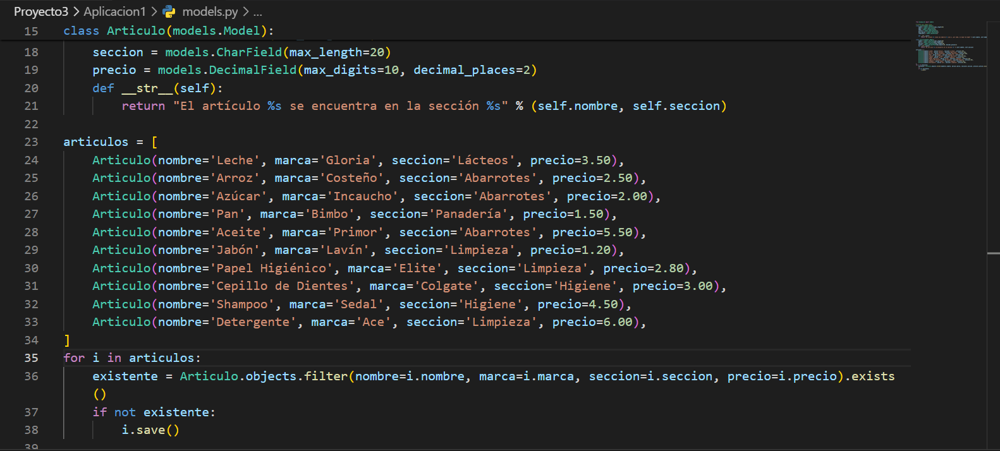 Proyecto3 > Aplicacion1 > models.py > ...
15 class Articulo(models.Model):
18 seccion = models.CharField(max_length=20)
19 precio = models.DecimalField(max_digits=10, decimal_places=2)
20 def __str__(self):
21 return "El artículo %s se encuentra en la sección %s" % (self.nombre, self.seccion)
22
23 articulos = [
24 Articulo(nombre='Leche', marca='Gloria', seccion='Lácteos', precio=3.50),
25 Articulo(nombre='Arroz', marca='Costeño', seccion='Abarrotes', precio=2.50),
26 Articulo(nombre='Azúcar', marca='Incaucho', seccion='Abarrotes', precio=2.00),
27 Articulo(nombre='Pan', marca='Bimbo', seccion='Panadería', precio=1.50),
28 Articulo(nombre='Aceite', marca='Primor', seccion='Abarrotes', precio=5.50),
29 Articulo(nombre='Jabón', marca='Lavín', seccion='Limpieza', precio=1.20),
30 Articulo(nombre='Papel Higiénico', marca='Elite', seccion='Limpieza', precio=2.80),
31 Articulo(nombre='Cepillo de Dientes', marca='Colgate', seccion='Higiene', precio=3.00),
32 Articulo(nombre='Shampoo', marca='Sedal', seccion='Higiene', precio=4.50),
33 Articulo(nombre='Detergente', marca='Ace', seccion='Limpieza', precio=6.00),
34 ]
35 for i in articulos:
36 existente = Articulo.objects.filter(nombre=i.nombre, marca=i.marca, seccion=i.seccion, precio=i.precio).exists
()
37 if not existente:
38 i.save()
39